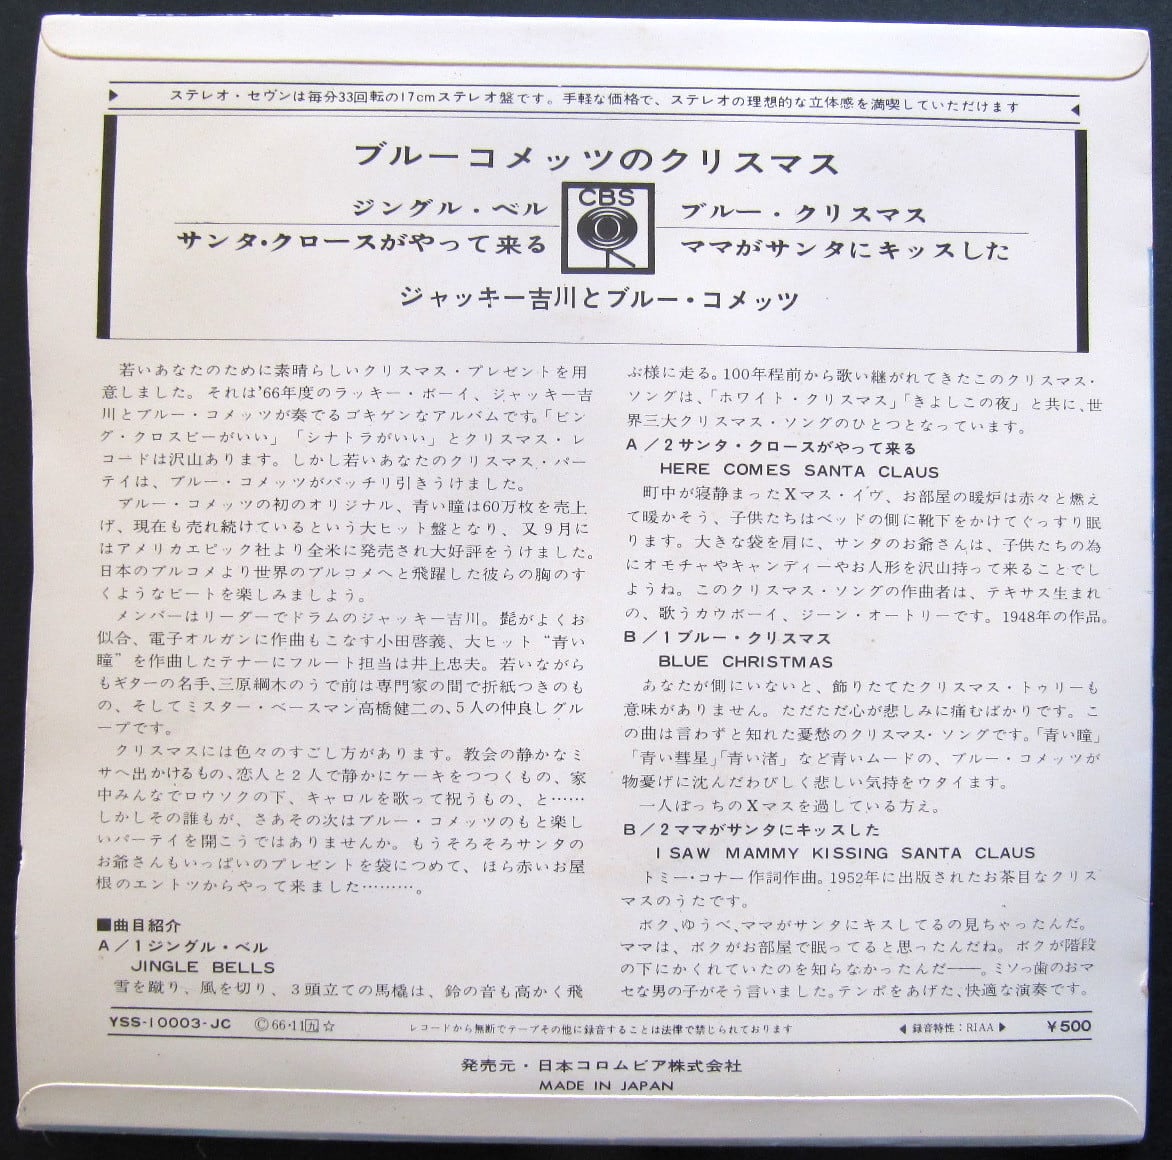 ステレオ・セヴンは毎分33回転の17cmステレオ盤です。手軽な価格で、ステレオの理想的な立体感を満喫していただけます
ブルーコメッツのクリスマス
ジングル・ベル
サンタ・クロースがやって来る
CBS
ブルー・クリスマス
ママがサンタにキッスした
ジャッキー吉川とブルー・コメッツ
若いあなたのために素晴らしいクリスマス・プレゼントを用
意しました。それは'66年度のラッキー・ボーイ、ジャッキー吉
川とブルー・コメッツが奏でるゴキゲンなアルバムです。「ビン
グ・クロスビーがいい」「シナトラがいい」とクリスマス・レ
コードは沢山あります。しかし若いあなたのクリスマス・パー
テイは、ブルー・コメッツがバッチリ引きうけました。
ブルー・コメッツの初のオリジナル、青い瞳は60万枚を売上
げ、現在も売れ続けているという大ヒット盤となり、又9月に
はアメリカエピック社より全米に発売され大好評をうけました。
日本のブルコメより世界のブルコメへと飛躍した彼らの胸のす
くようなビートを楽しみましよう。
メンバーはリーダーでドラムのジャッキー吉川。髭がよくお
似合、電子オルガンに作曲もこなす小田啓義、大ヒット“青い
瞳”を作曲したテナーにフルート担当は井上忠夫。若いながら
もギターの名手、三原綱木のうで前は専門家の間で折紙つきのも
の、そしてミスター・ベースマン高橋健二の、5人の仲良しグル
ープです。
クリスマスには色々のすごし方があります。教会の静かなミ
サへ出かけるもの、恋人と2人で静かにケーキをつつくもの、家
中みんなでロウソクの下、キャロルを歌って祝うもの、と……
しかしその誰もが、さあその次はブルー・コメッツのもと楽し
いパーテイを開こうではありませんか。もうそろそろサンタの
お爺さんもいっぱいのプレゼントを袋につめて、ほら赤いお屋
根のエントツからやって来ました………。
■曲目紹介
A/1ジングル・ベル
JINGLE BELLS
雪を蹴り、風を切り、3頭立ての馬橇は、鈴の音も高かく飛
ぶ様に走る。100年程前から歌い継がれてきたこのクリスマス・
ソングは、「ホワイト・クリスマス」「きよしこの夜」と共に、世
界三大クリスマス・ソングのひとつとなっています。
A/2サンタ・クロースがやって来る
HERE COMES SANTA CLAUS
町中が寝静まったXマス・イヴ、お部屋の暖炉は赤々と燃え
て暖かそう、子供たちはベッドの側に靴下をかけてぐっすり眠
ります。大きな袋を肩に、サンタのお爺さんは、子供たちの為
にオモチャやキャンディーやお人形を沢山持って来ることでし
ようね。このクリスマス・ソングの作曲者は、テキサス生まれ
の、歌うカウボーイ、ジーン・オートリーです。1948年の作品。
B/1ブルー・クリスマス
BLUE CHRISTMAS
あなたが側にいないと、飾りたてたクリスマス・トゥリーも
意味がありません。ただただ心が悲しみに痛むばかりです。こ
の曲は言わずと知れた憂愁のクリスマス・ソングです。「青い瞳」
「青い彗星」「青い渚」など青いムードの、ブルー・コメッツが
物憂げに沈んだわびしく悲しい気持をウタイます。
一人ぼっちのXマスを過している方え。
B/2ママがサンタにキッスした
I SAW MAMMY KISSING SANTA CLAUS
トミー・コナー作詞作曲。1952年に出版されたお茶目なクリス
マスのうたです。
ボク、ゆうべ、ママがサンタにキスしてるの見ちゃったんだ。
ママは、ボクがお部屋で眠ってると思ったんだね。ボクが階段
の下にかくれていたのを知らなかったんだ——。ミソっ歯のおマ
セな男の子がそう言いました。テンポをあげた、快適な演奏です。
YSS-10003-JC Ⓒ66・11九☆ レコードから無断でテープその他に録音することは法律で禁じられております 録音特性：RIAA ¥500
発売元・日本コロムビア株式会社
MADE IN JAPAN